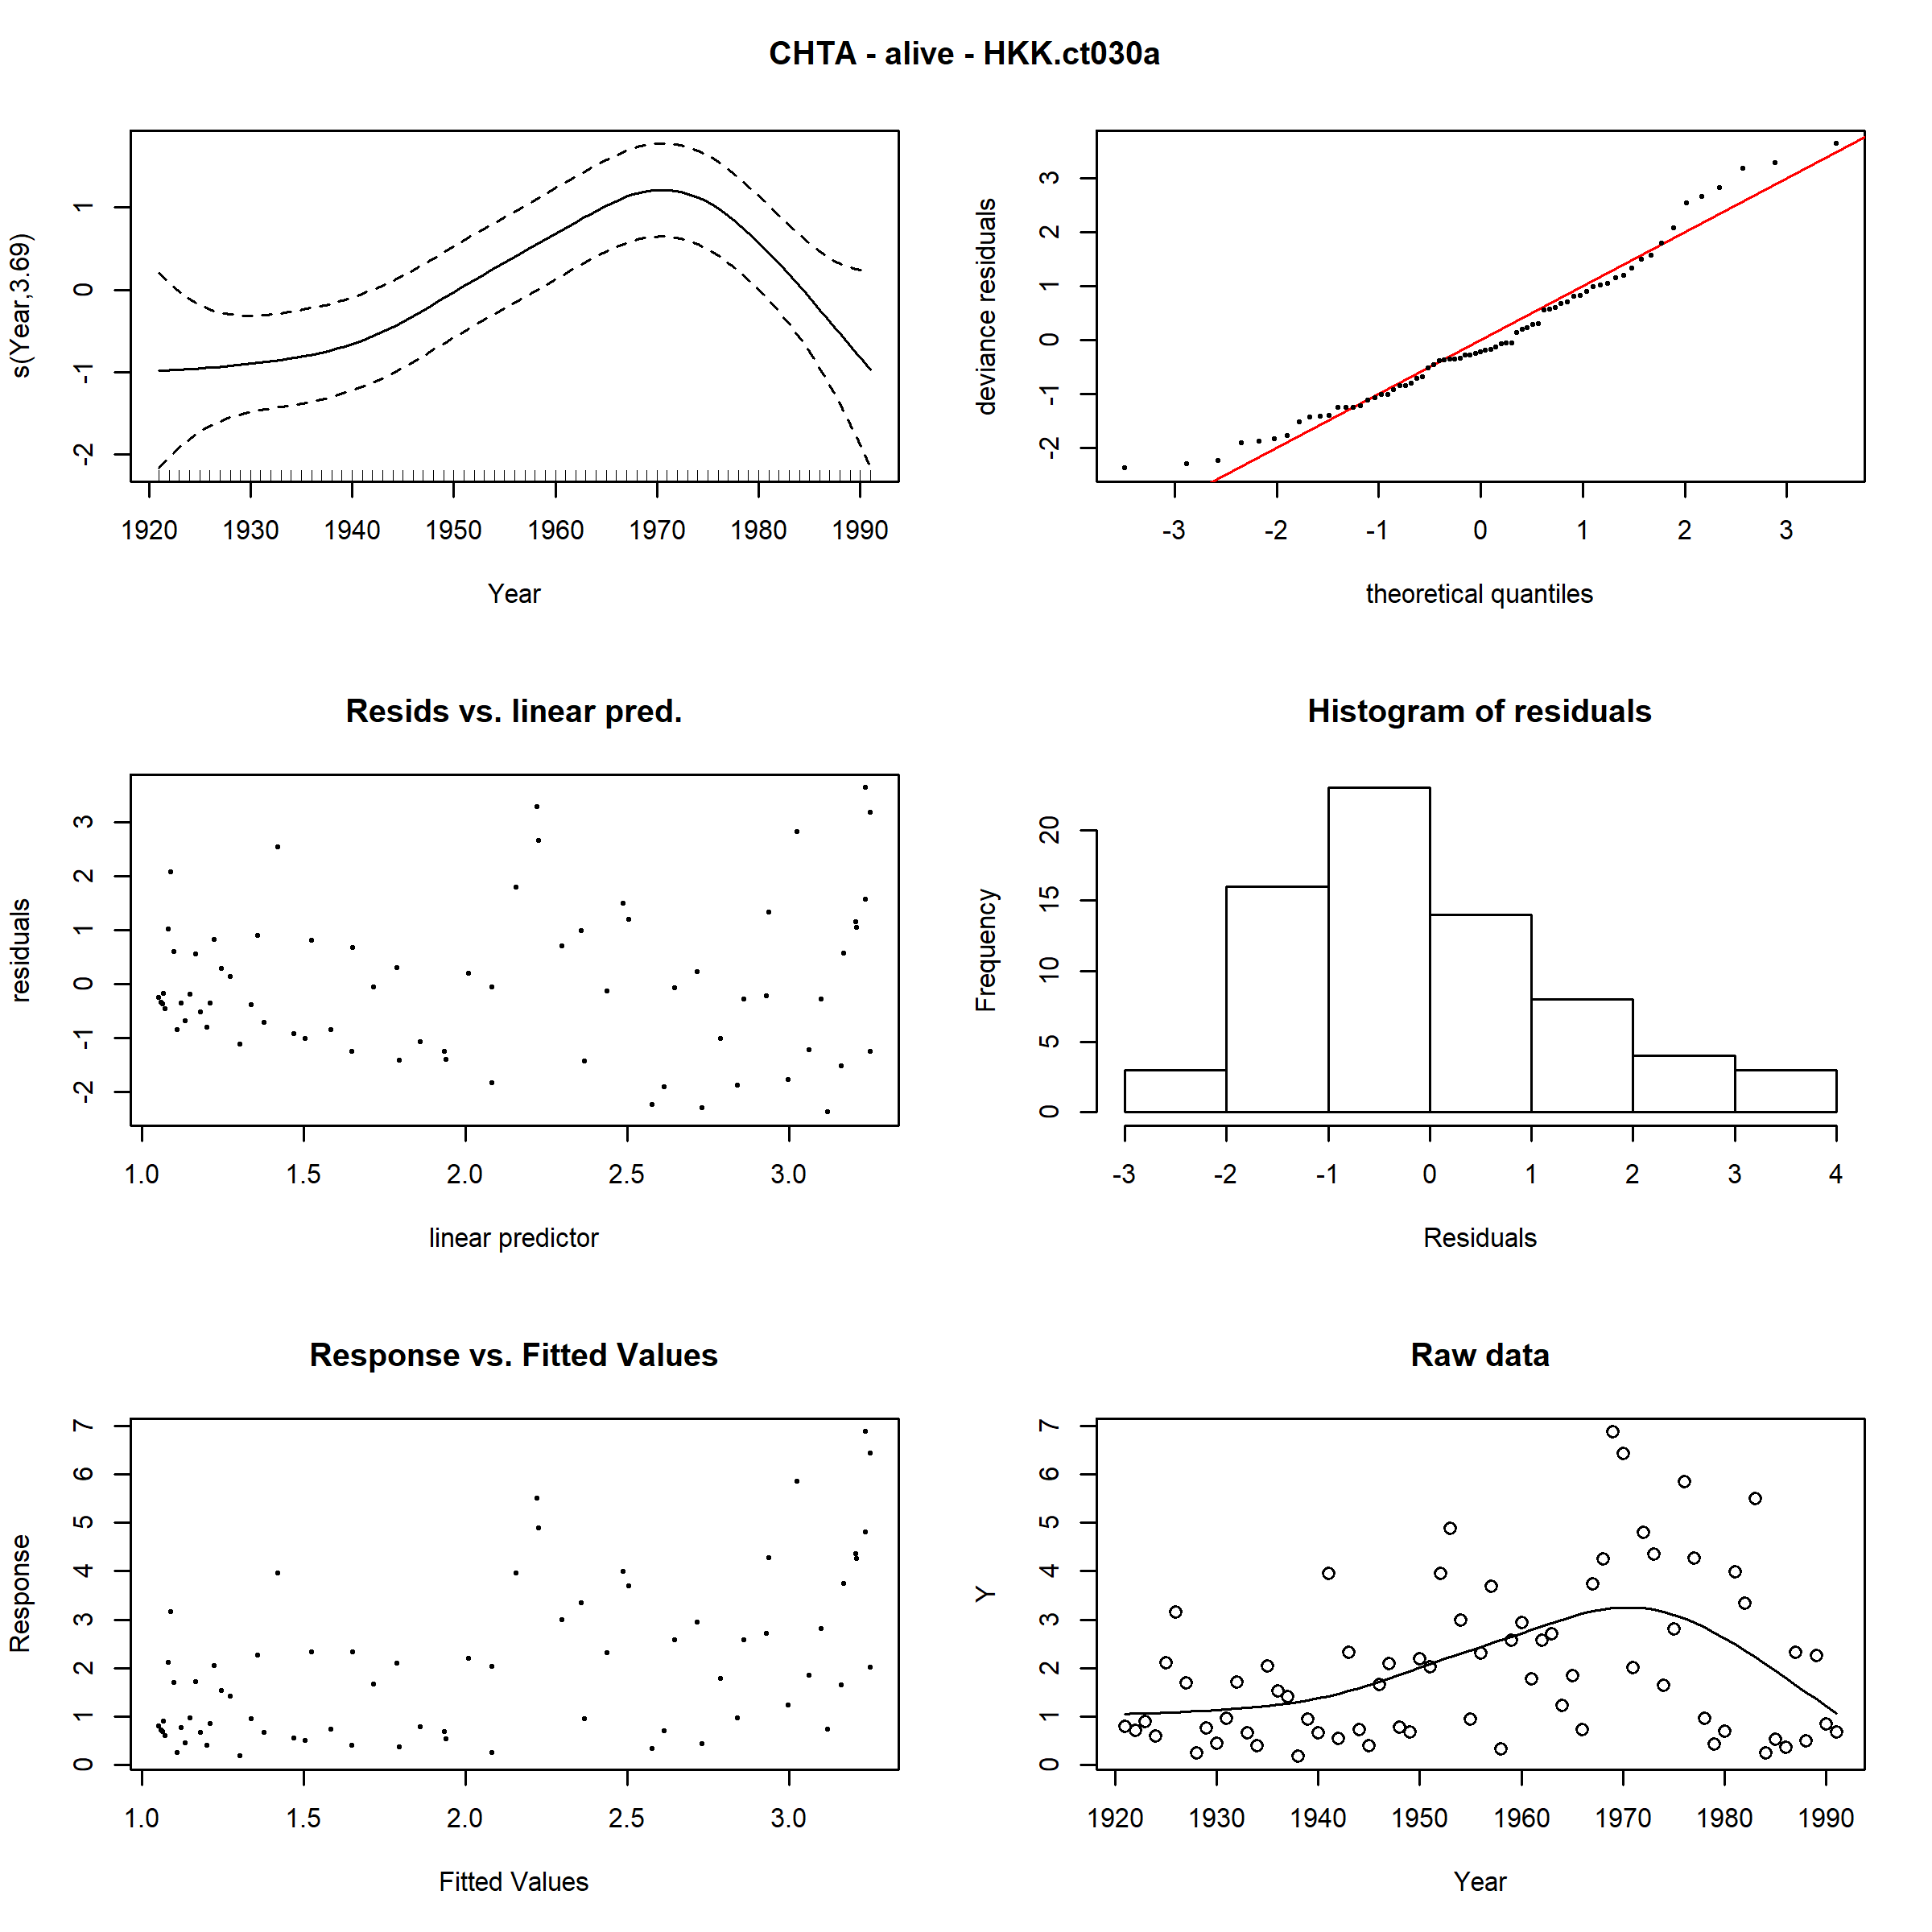 CHTA - alive - HKK.ct030a
s(Year,3.69)
1
0
-1
-2
1920 1930 1940 1950 1960 1970 1980 1990
Year
deviance residuals
3
2
1
0
-1
-2
-3 -2 -1 0 1 2 3
theoretical quantiles
Resids vs. linear pred.
residuals
3
2
1
0
-1
-2
1.0 1.5 2.0 2.5 3.0
linear predictor
Histogram of residuals
Frequency
20
15
10
5
0
-3 -2 -1 0 1 2 3 4
Residuals
Response vs. Fitted Values
Response
7
6
5
4
3
2
1
0
1.0 1.5 2.0 2.5 3.0
Fitted Values
Raw data
Y
7
6
5
4
3
2
1
0
1920 1930 1940 1950 1960 1970 1980 1990
Year